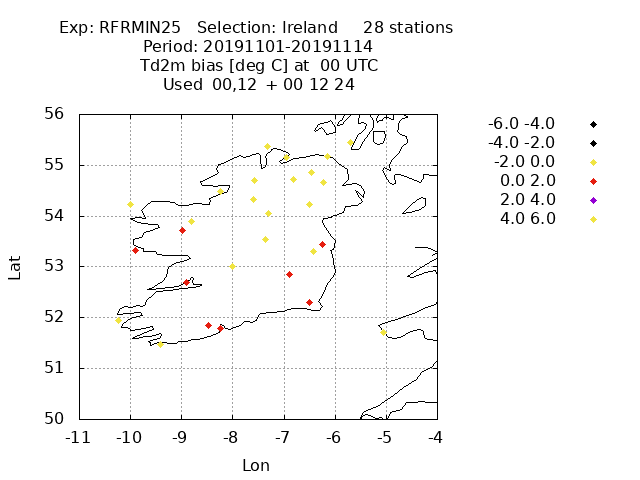 Exp: RFRMIN25 Selection: Ireland 28 stations
Period: 20191101-20191114
Td2m bias [deg C] at 00 UTC
Used 00,12 + 00 12 24
56
55
54
53
52
51
50
-11 -10 -9 -8 -7 -6 -5 -4
Lat
Lon
-6.0 -4.0
-4.0 -2.0
-2.0 0.0
0.0 2.0
2.0 4.0
4.0 6.0